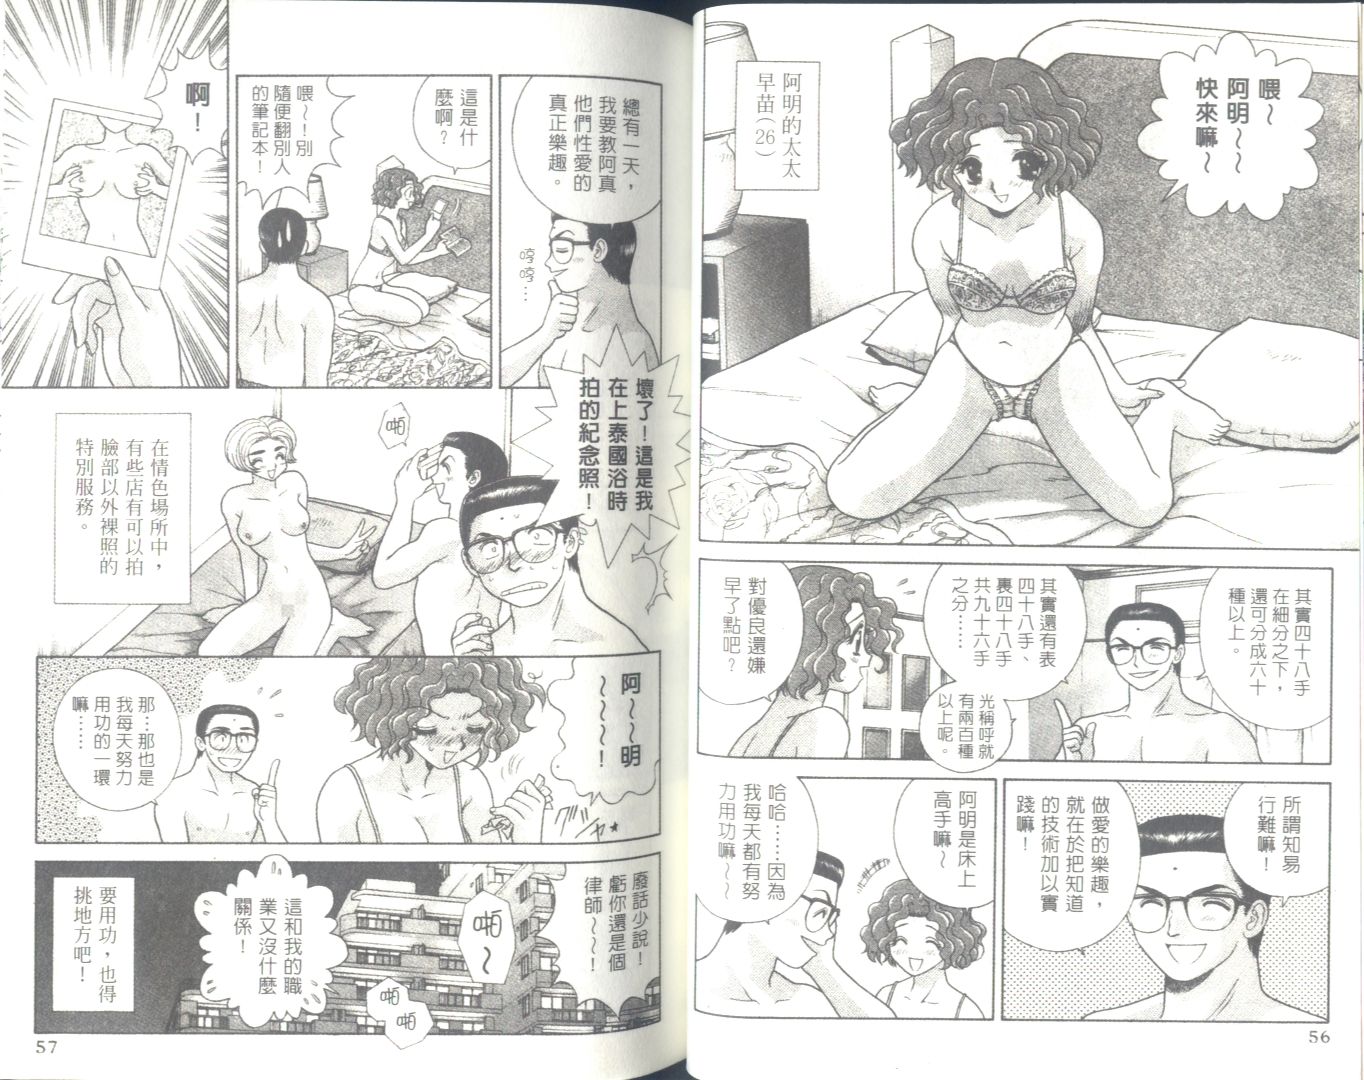 喂～
阿明～～
快來嘛～
阿明的太太
早苗（26）
其實四十八手
在細分之下，
還可分成六十
種以上。
其實還有表
四十八手、
裏四十八手
共九十六手
之分……
光稱呼就
有兩百種
以上呢。
對優良還嫌
早了點吧？
所謂知易
行難嘛！
做愛的樂趣，
就在於把知道
的技術加以實
踐嘛！
阿明是床上
高手嘛～
哈哈……因為
我每天都有努
力用功嘛～～
56
總有一天，
我要教阿真
他們性愛的
真正樂趣。
哼
哼…
這是什
麼啊？
喂～！別
隨便翻別人
的筆記本！
啊！
壞了！這是我
在上泰國浴時
拍的紀念照！
啪
在情色場所中，
有些店有可以拍
臉部以外裸照的
特別服務。
阿～～明
～～～～！
那…那也是
我每天努力
用功的一環
嘛……
廢話少說！
虧你還是個
律師～～～！
啪～
啪
啪
這和我的職
業又沒什麼
關係！
要用功，也得
挑地方吧！
57